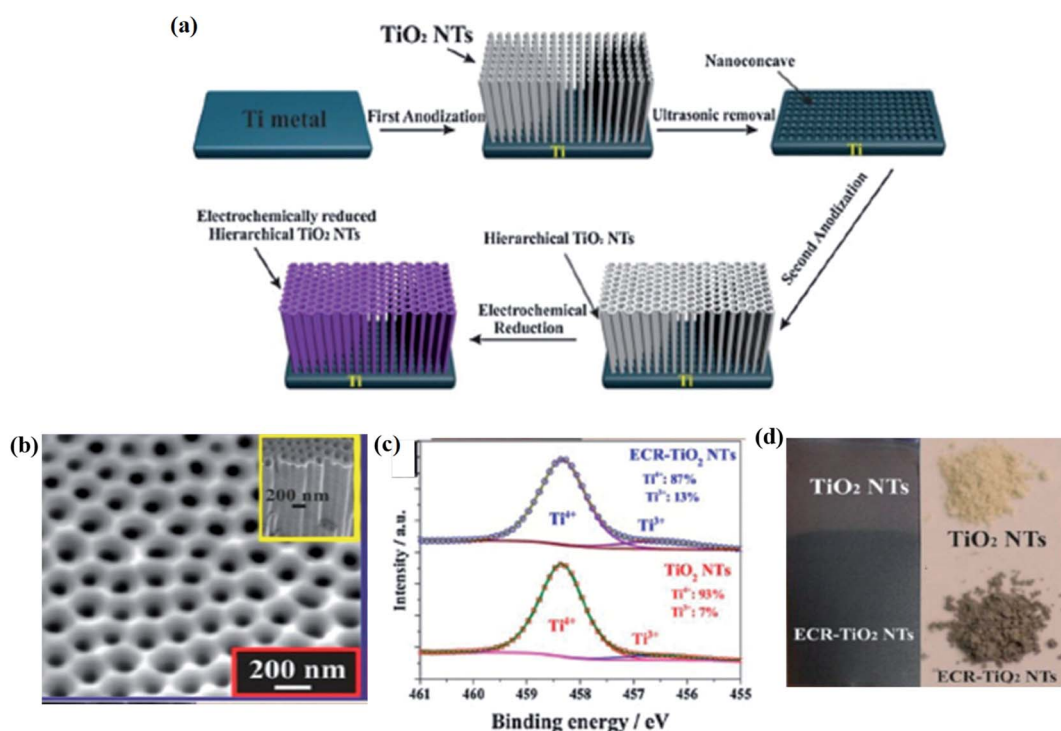 (a)
TiO₂ NTs
Ti metal
First Anodization
Ti
Ultrasonic removal
Nanoconcave
Ti
Second Anodization
Electrochemically reduced
Hierarchical TiO₂ NTs
Ti
Electrochemical
Reduction
Hierarchical TiO₂ NTs
Ti
(b)
200 nm
200 nm
(c)
ECR-TiO₂ NTs
Ti⁴⁺: 87%
Ti³⁺: 13%
Ti⁴⁺
Ti³⁺
TiO₂ NTs
Ti⁴⁺: 93%
Ti³⁺: 7%
Ti⁴⁺
Ti³⁺
Intensity / a.u.
461 460 459 458 457 456 455
Binding energy / eV
(d)
TiO₂ NTs
ECR-TiO₂ NTs
TiO₂ NTs
ECR-TiO₂ NTs